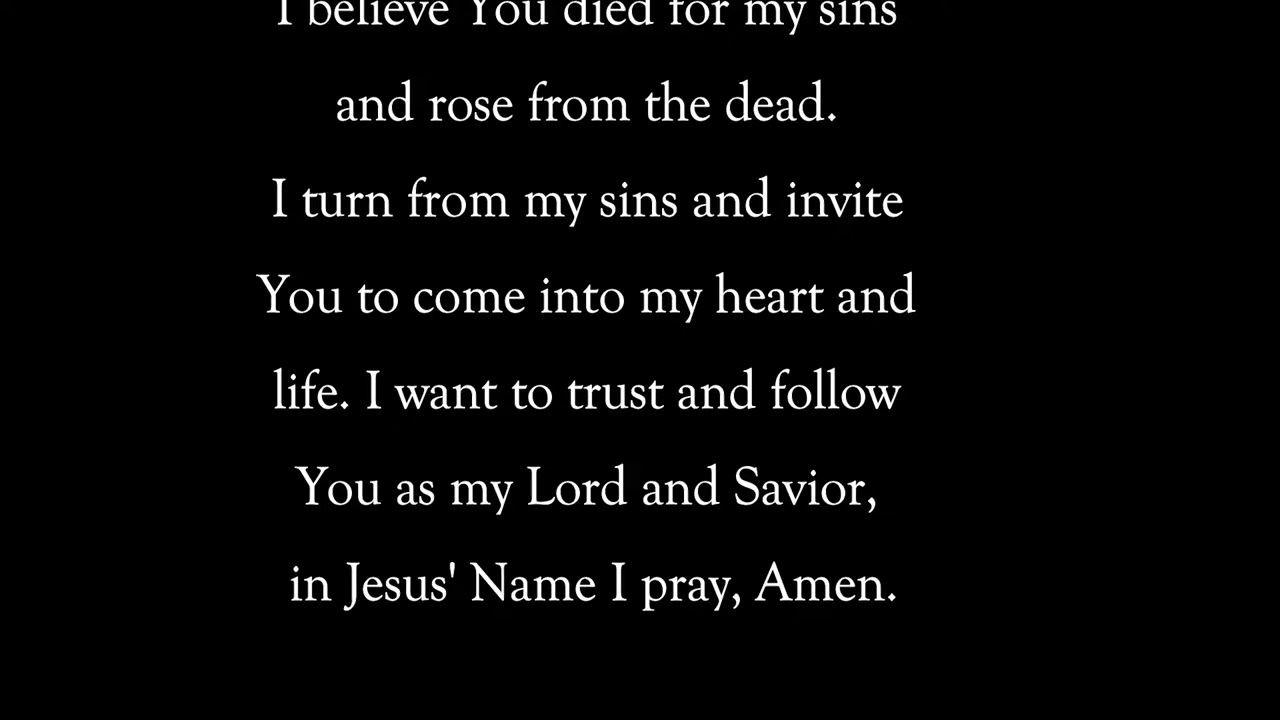 I believe You died for my sins
and rose from the dead.
I turn from my sins and invite
You to come into my heart and
life. I want to trust and follow
You as my Lord and Savior,
in Jesus' Name I pray, Amen.